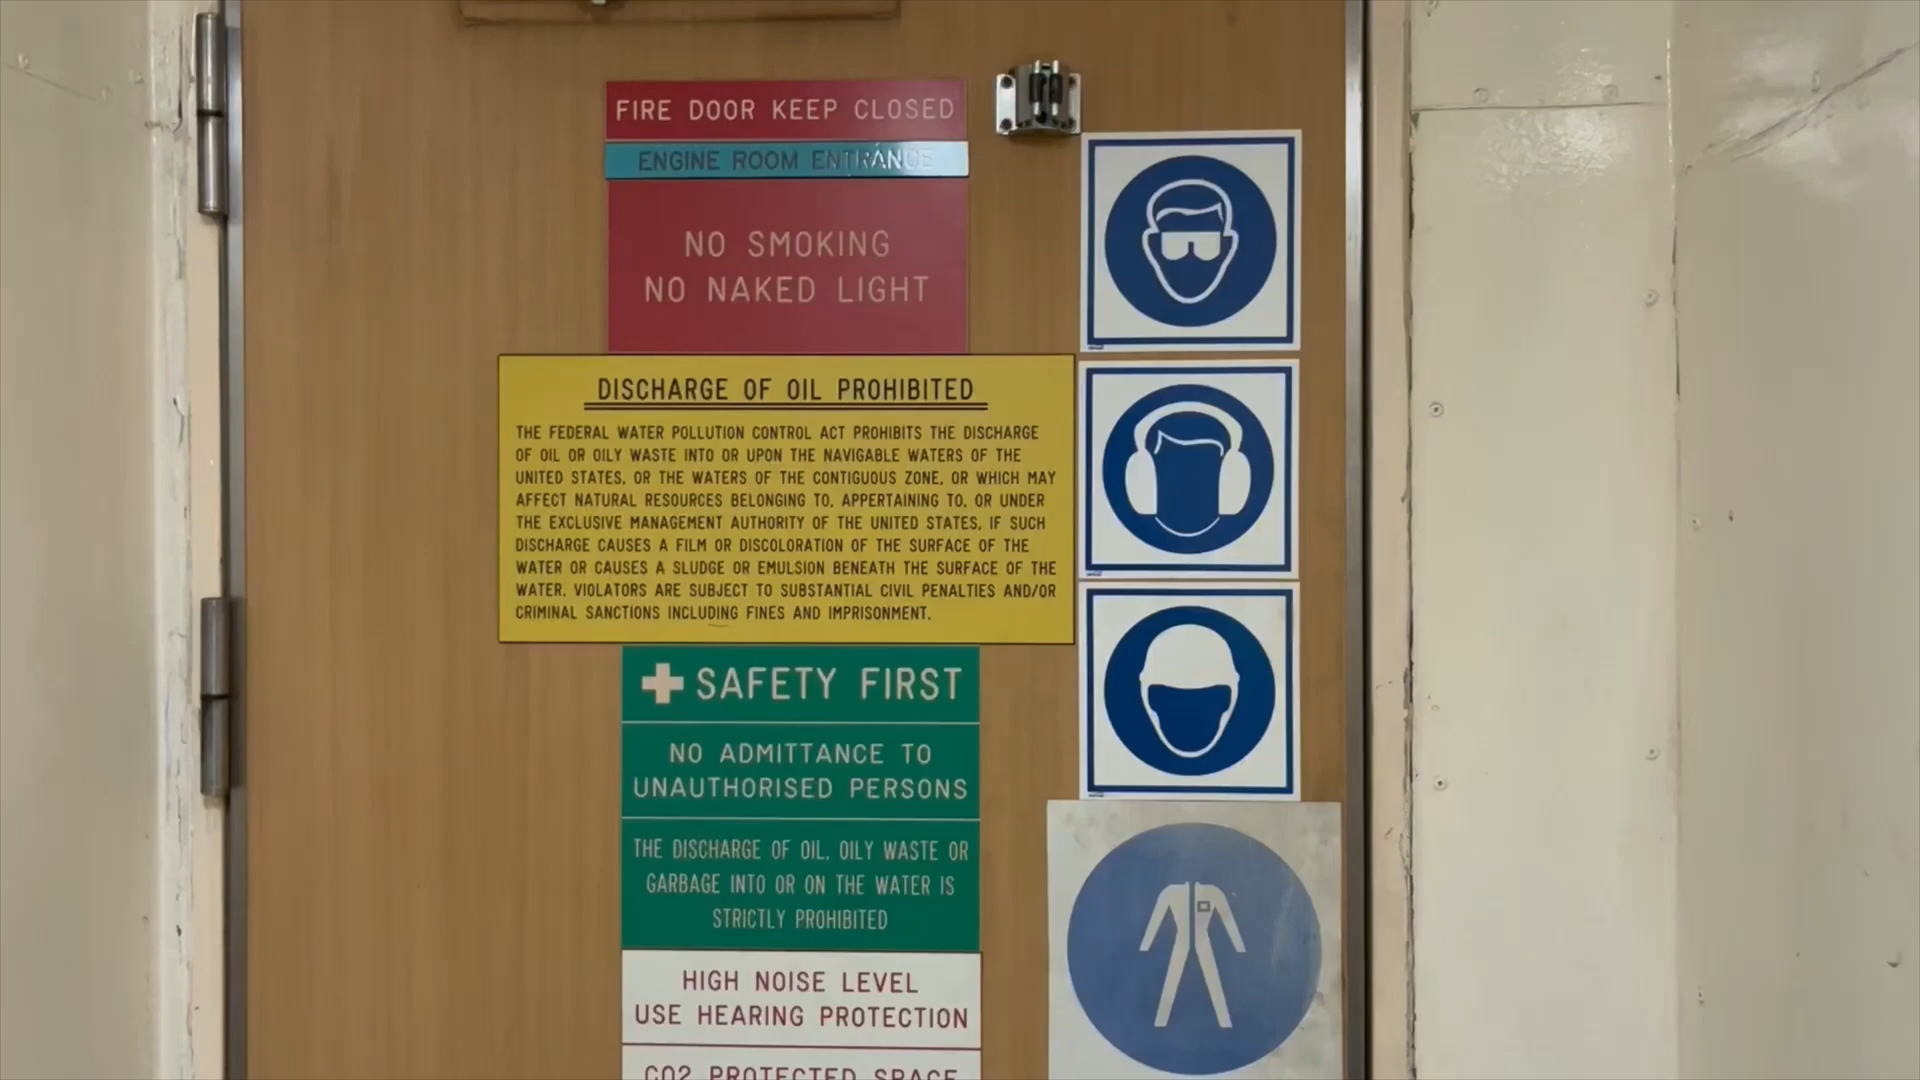 FIRE DOOR KEEP CLOSED
ENGINE ROOM ENTRANCE
NO SMOKING
NO NAKED LIGHT
DISCHARGE OF OIL PROHIBITED
THE FEDERAL WATER POLLUTION CONTROL ACT PROHIBITS THE DISCHARGE
OF OIL OR OILY WASTE INTO OR UPON THE NAVIGABLE WATERS OF THE
UNITED STATES, OR THE WATERS OF THE CONTIGUOUS ZONE, OR WHICH MAY
AFFECT NATURAL RESOURCES BELONGING TO, APPERTAINING TO, OR UNDER
THE EXCLUSIVE MANAGEMENT AUTHORITY OF THE UNITED STATES, IF SUCH
DISCHARGE CAUSES A FILM OR DISCOLORATION OF THE SURFACE OF THE
WATER OR CAUSES A SLUDGE OR EMULSION BENEATH THE SURFACE OF THE
WATER. VIOLATORS ARE SUBJECT TO SUBSTANTIAL CIVIL PENALTIES AND/OR
CRIMINAL SANCTIONS INCLUDING FINES AND IMPRISONMENT.
SAFETY FIRST
NO ADMITTANCE TO
UNAUTHORISED PERSONS
THE DISCHARGE OF OIL, OILY WASTE OR
GARBAGE INTO OR ON THE WATER IS
STRICTLY PROHIBITED
HIGH NOISE LEVEL
USE HEARING PROTECTION
CO2 PROTECTED SPACE